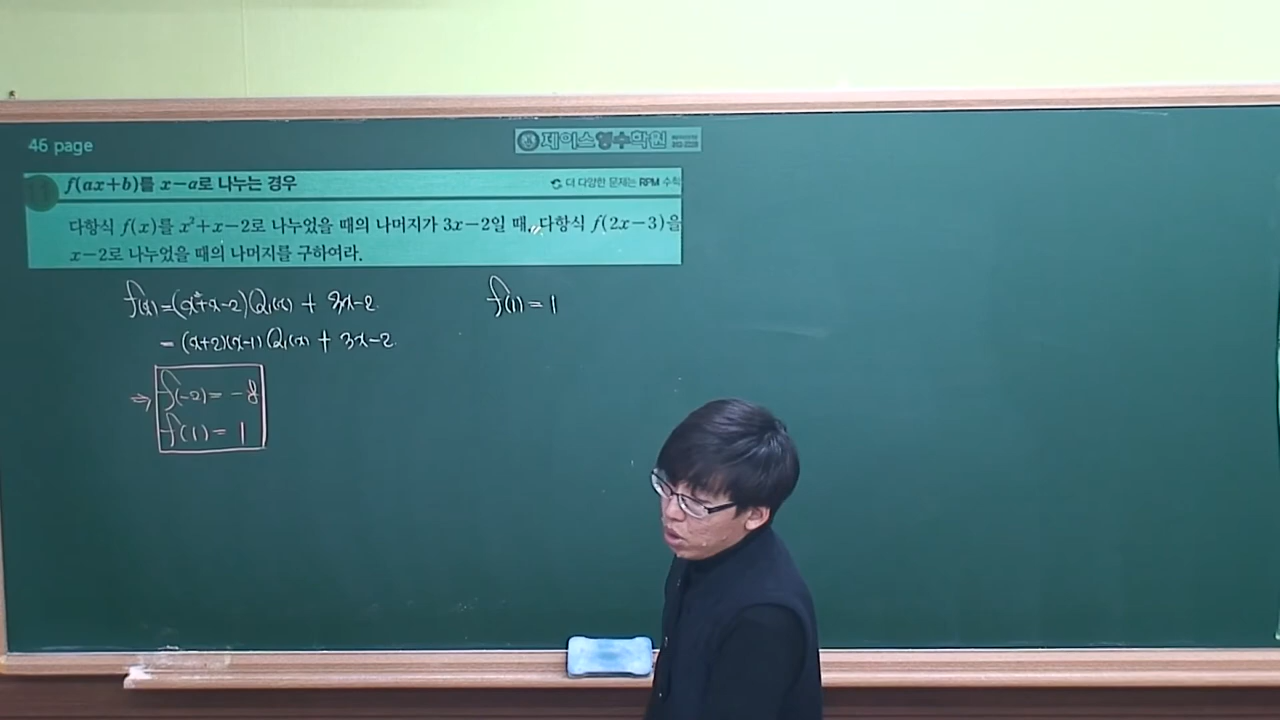 46 page
제이스영수학원
11 f(ax+b)를 x-a로 나누는 경우
더 다양한 문제는 RPM 수학
다항식 f(x)를 x²+x-2로 나누었을 때의 나머지가 3x-2일 때, 다항식 f(2x-3)을
x-2로 나누었을 때의 나머지를 구하여라.
f(x)=(x²+x-2)Q₁(x) + 3x-2
= (x+2)(x-1)Q₁(x) + 3x-2
⇒ f(-2) = -8
f(1) = 1
f(1) = 1